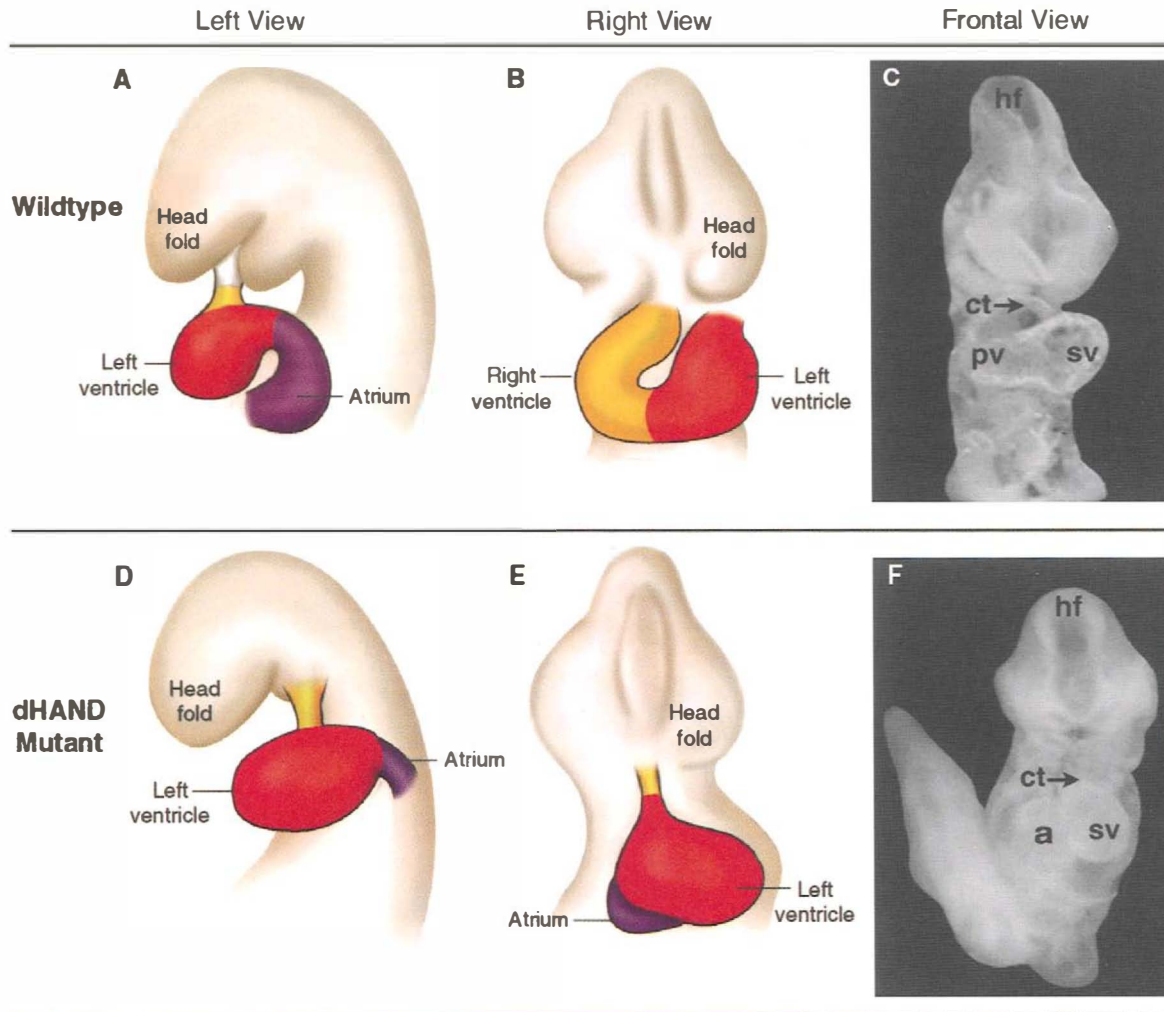 Left View
Right View
Frontal View
A
B
C
Wildtype
Head
fold
Left
ventricle
Atrium
Head
fold
Right
ventricle
Left
ventricle
hf
ct
pv
sv
D
E
F
dHAND
Mutant
Head
fold
Atrium
Left
ventricle
Head
fold
Atrium
Left
ventricle
hf
ct
a
sv